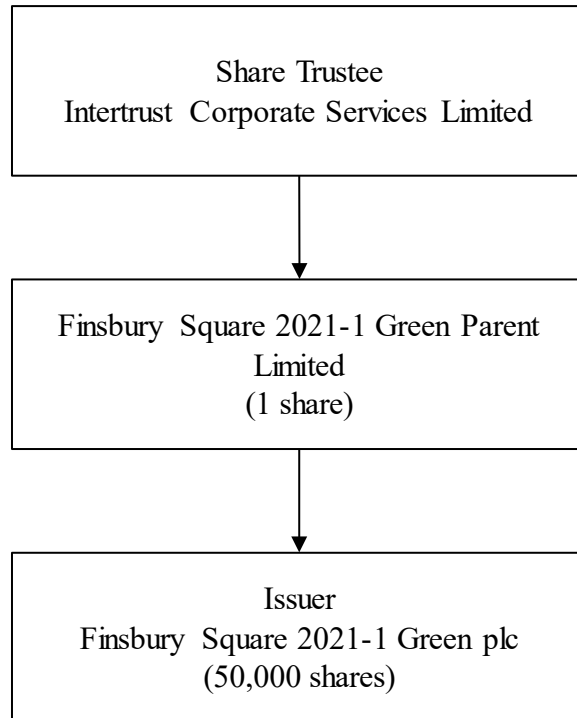 Share Trustee
Intertrust Corporate Services Limited
Finsbury Square 2021-1 Green Parent
Limited
(1 share)
Issuer
Finsbury Square 2021-1 Green plc
(50,000 shares)